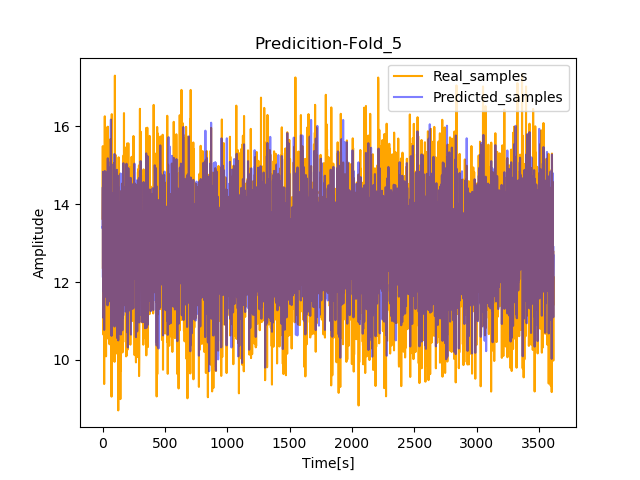 Predicition-Fold_5
Real_samples
Predicted_samples
16
14
12
10
Amplitude
0 500 1000 1500 2000 2500 3000 3500
Time[s]